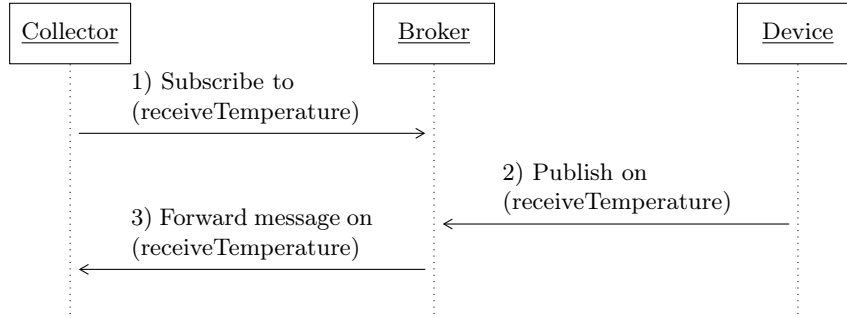 Collector
Broker
Device
1) Subscribe to
(receiveTemperature)
2) Publish on
(receiveTemperature)
3) Forward message on
(receiveTemperature)